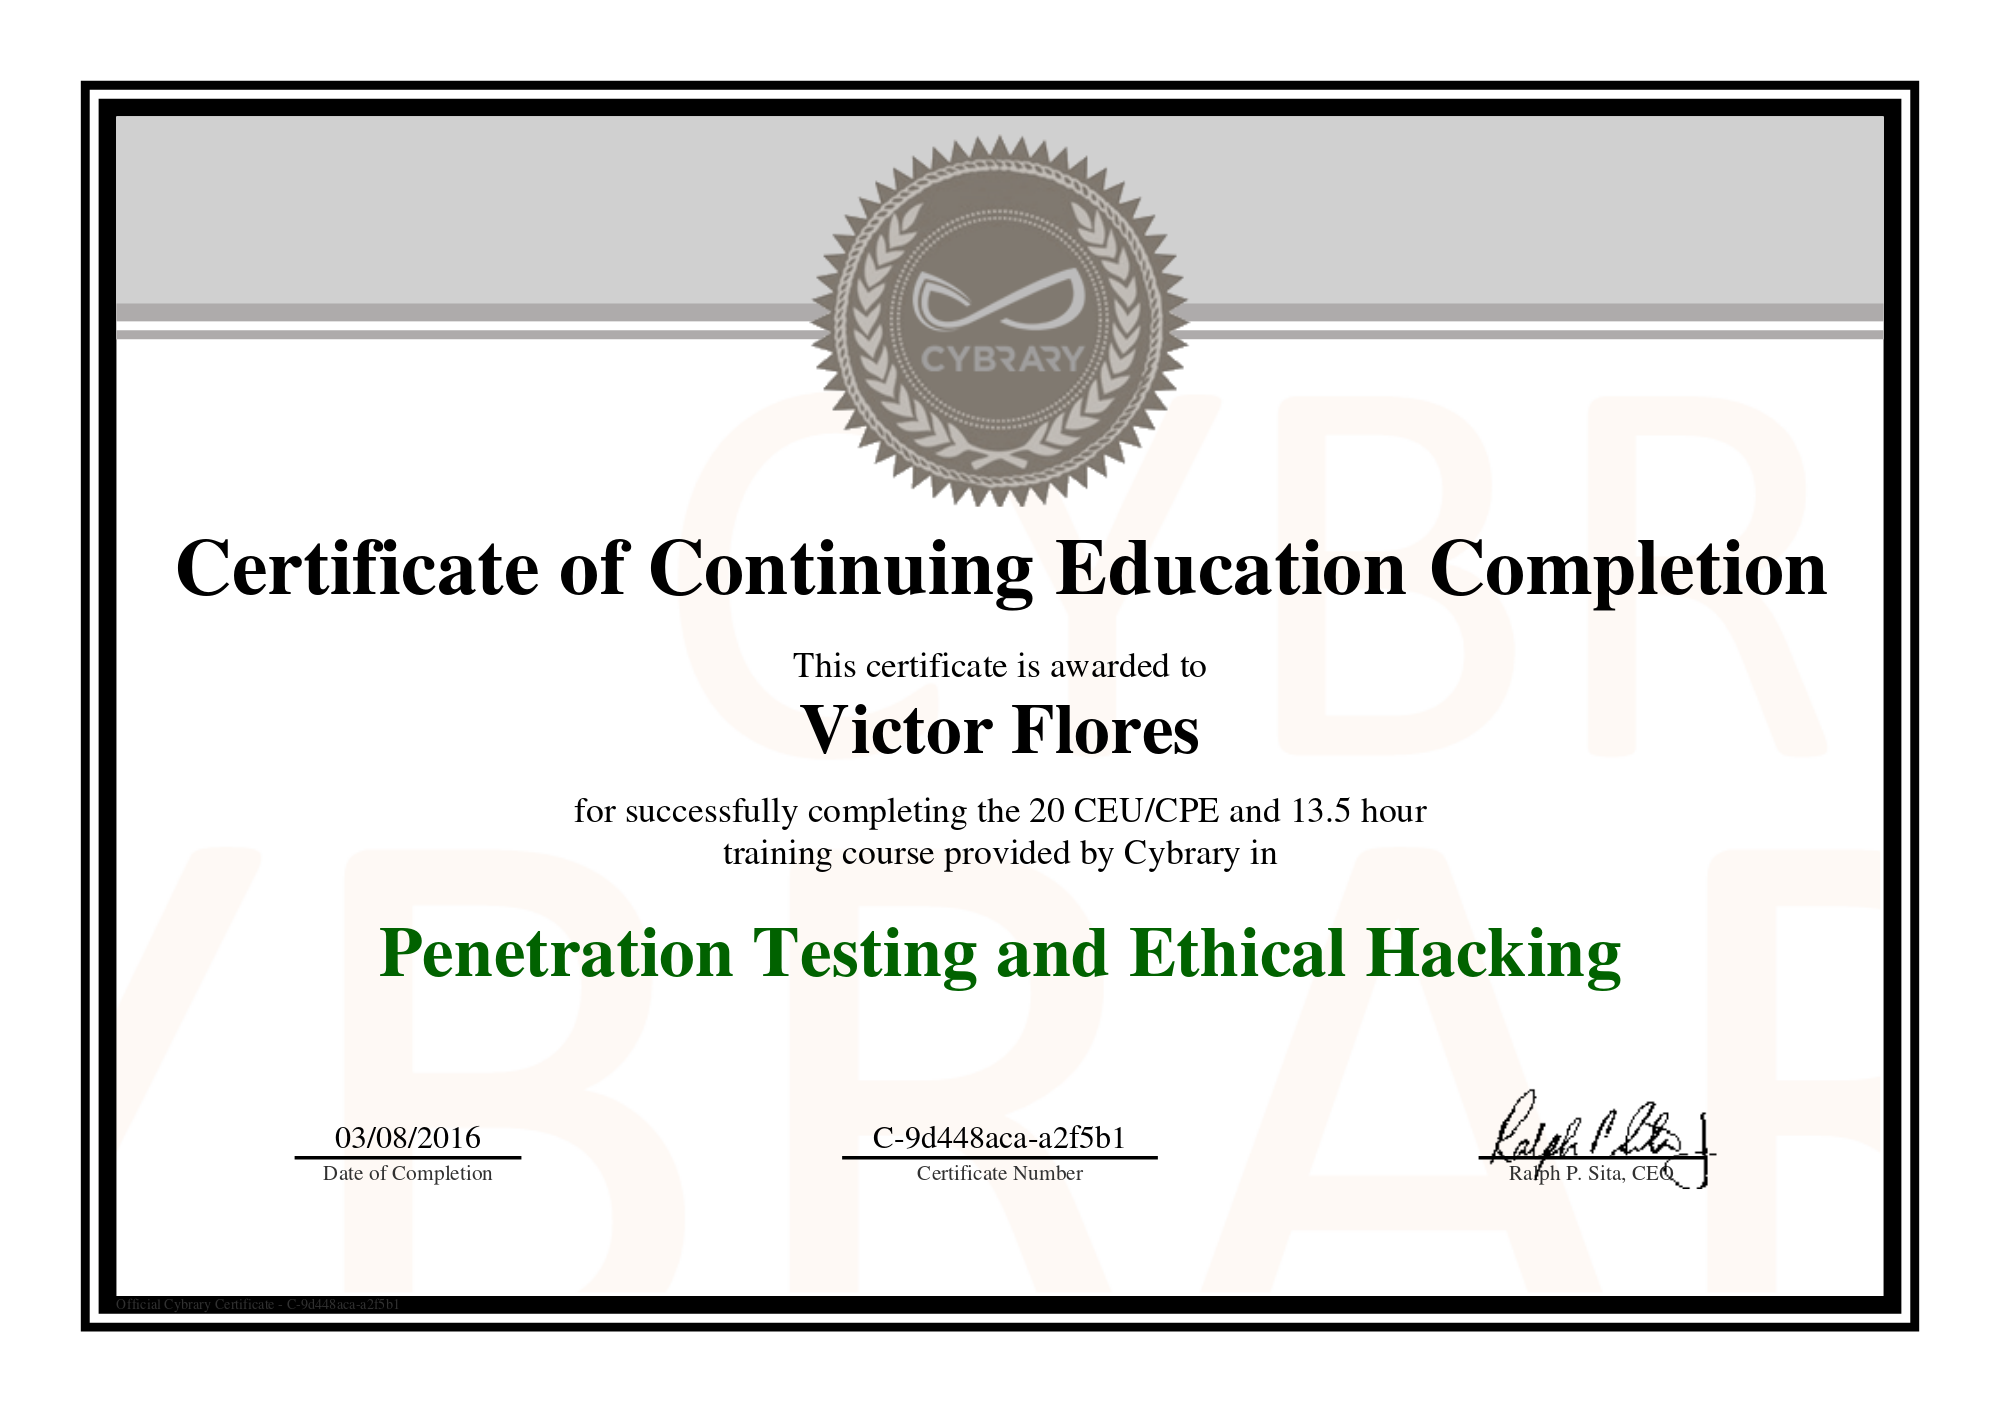 CYBRARY
Certificate of Continuing Education Completion
This certificate is awarded to
Victor Flores
for successfully completing the 20 CEU/CPE and 13.5 hour
training course provided by Cybrary in
Penetration Testing and Ethical Hacking
03/08/2016
Date of Completion
C-9d448aca-a2f5b1
Certificate Number
Ralph P. Sita
Ralph P. Sita, CEO
Official Cybrary Certificate - C-9d448aca-a2f5b1
CYBR
YBRAR